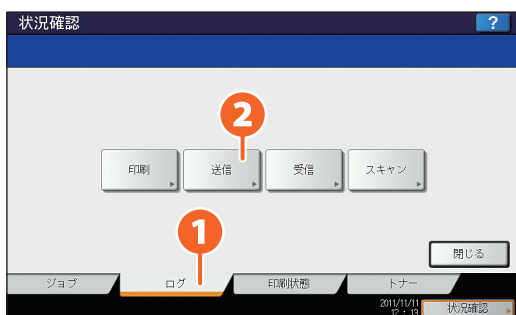 状況確認 ?
2
印刷 送信 受信 スキャン
1
閉じる
ジョブ ログ 印刷状態 トナー
2011/11/11
12 : 13 状況確認